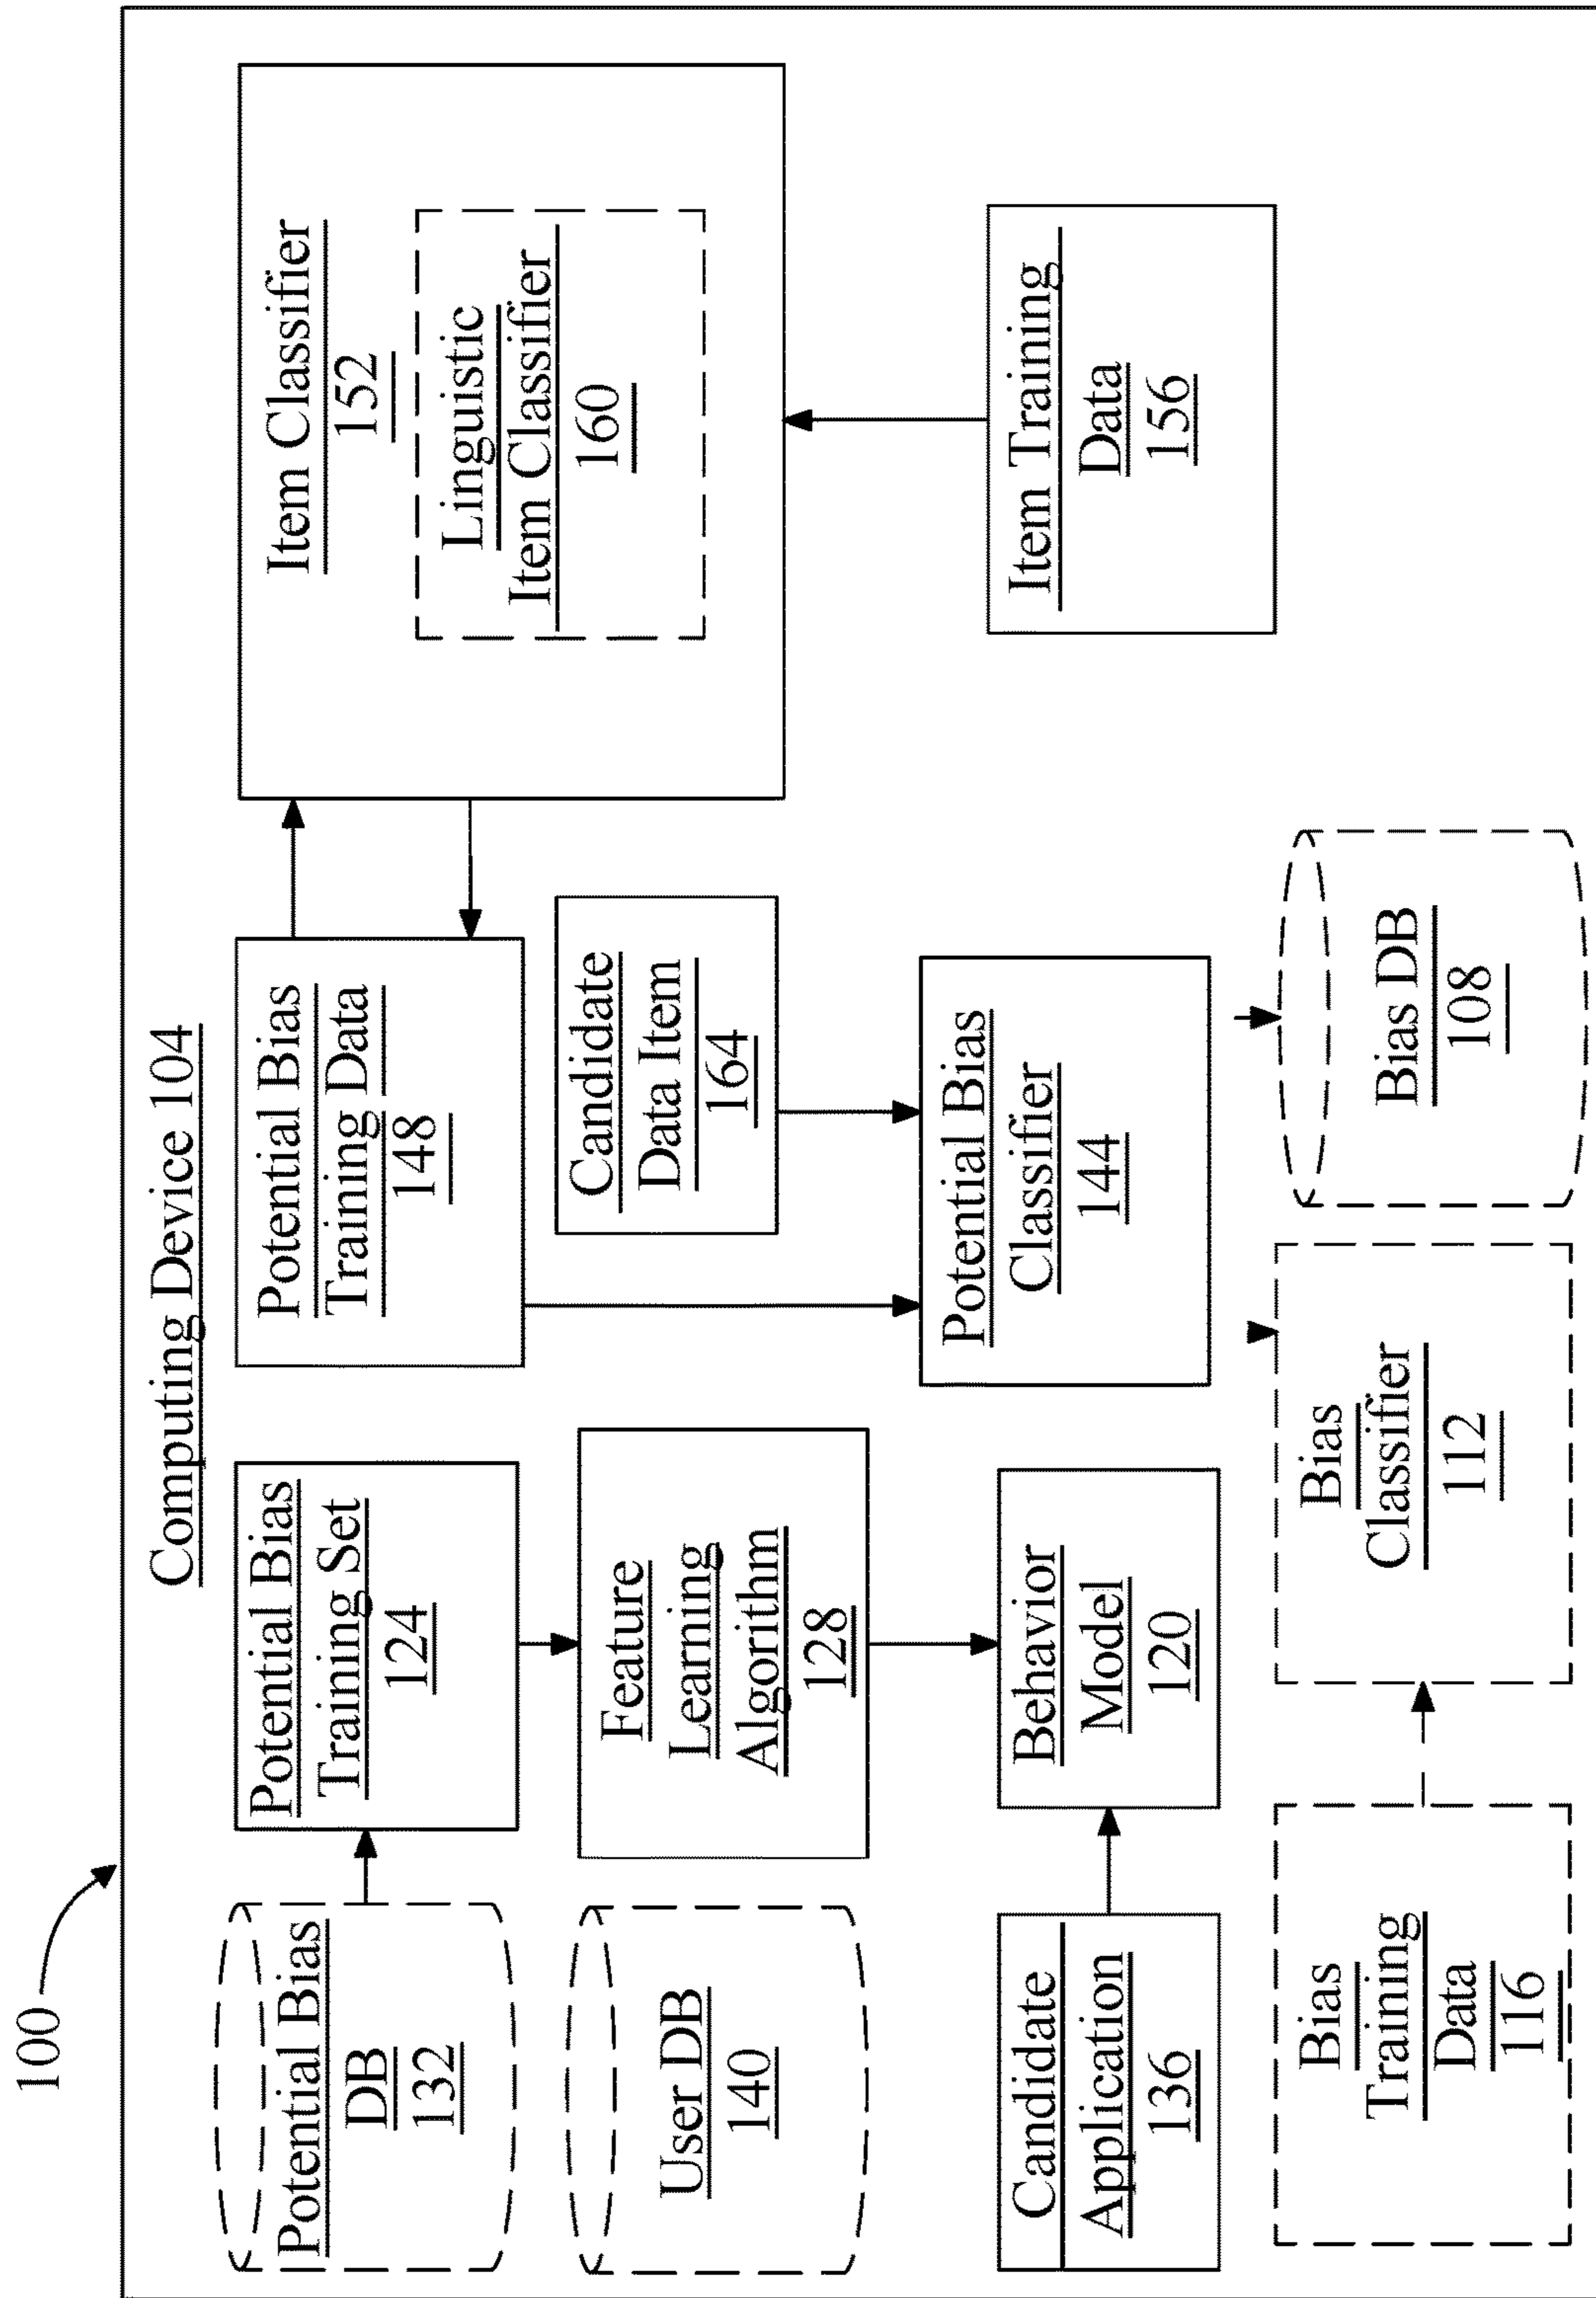 100
Computing Device 104
Potential Bias
DB
132
Potential Bias
Training Set
124
Potential Bias
Training Data
148
Item Classifier
152
Linguistic
Item Classifier
160
User DB
140
Feature
Learning
Algorithm
128
Candidate
Data Item
164
Candidate
Application
136
Behavior
Model
120
Potential Bias
Classifier
144
Item Training
Data
156
Bias
Training
Data
116
Bias
Classifier
112
Bias DB
108